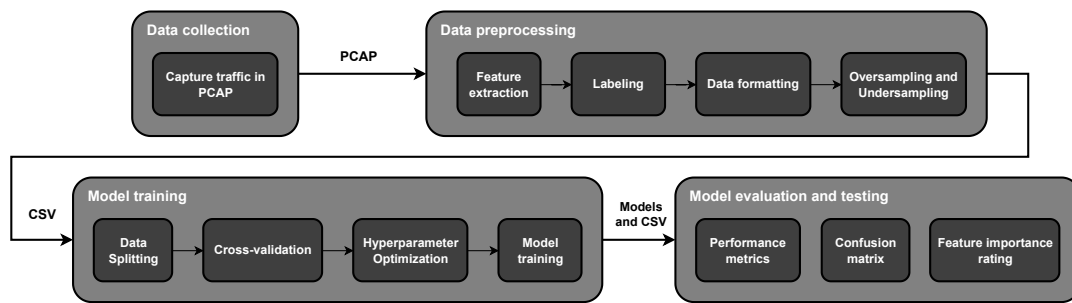 Data collection
Capture traffic in
PCAP
PCAP
Data preprocessing
Feature
extraction
Labeling
Data formatting
Oversampling and
Undersampling
CSV
Model training
Data
Splitting
Cross-validation
Hyperparameter
Optimization
Model
training
Models
and CSV
Model evaluation and testing
Performance
metrics
Confusion
matrix
Feature importance
rating